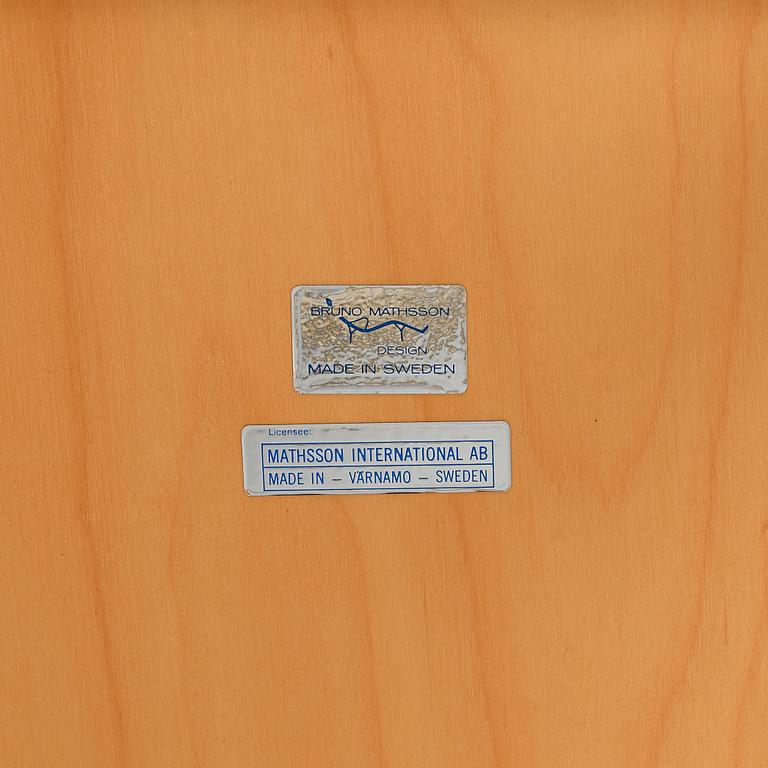 BRUNO MATHSSON
DESIGN
MADE IN SWEDEN
Licensee:
MATHSSON INTERNATIONAL AB
MADE IN – VÄRNAMO – SWEDEN